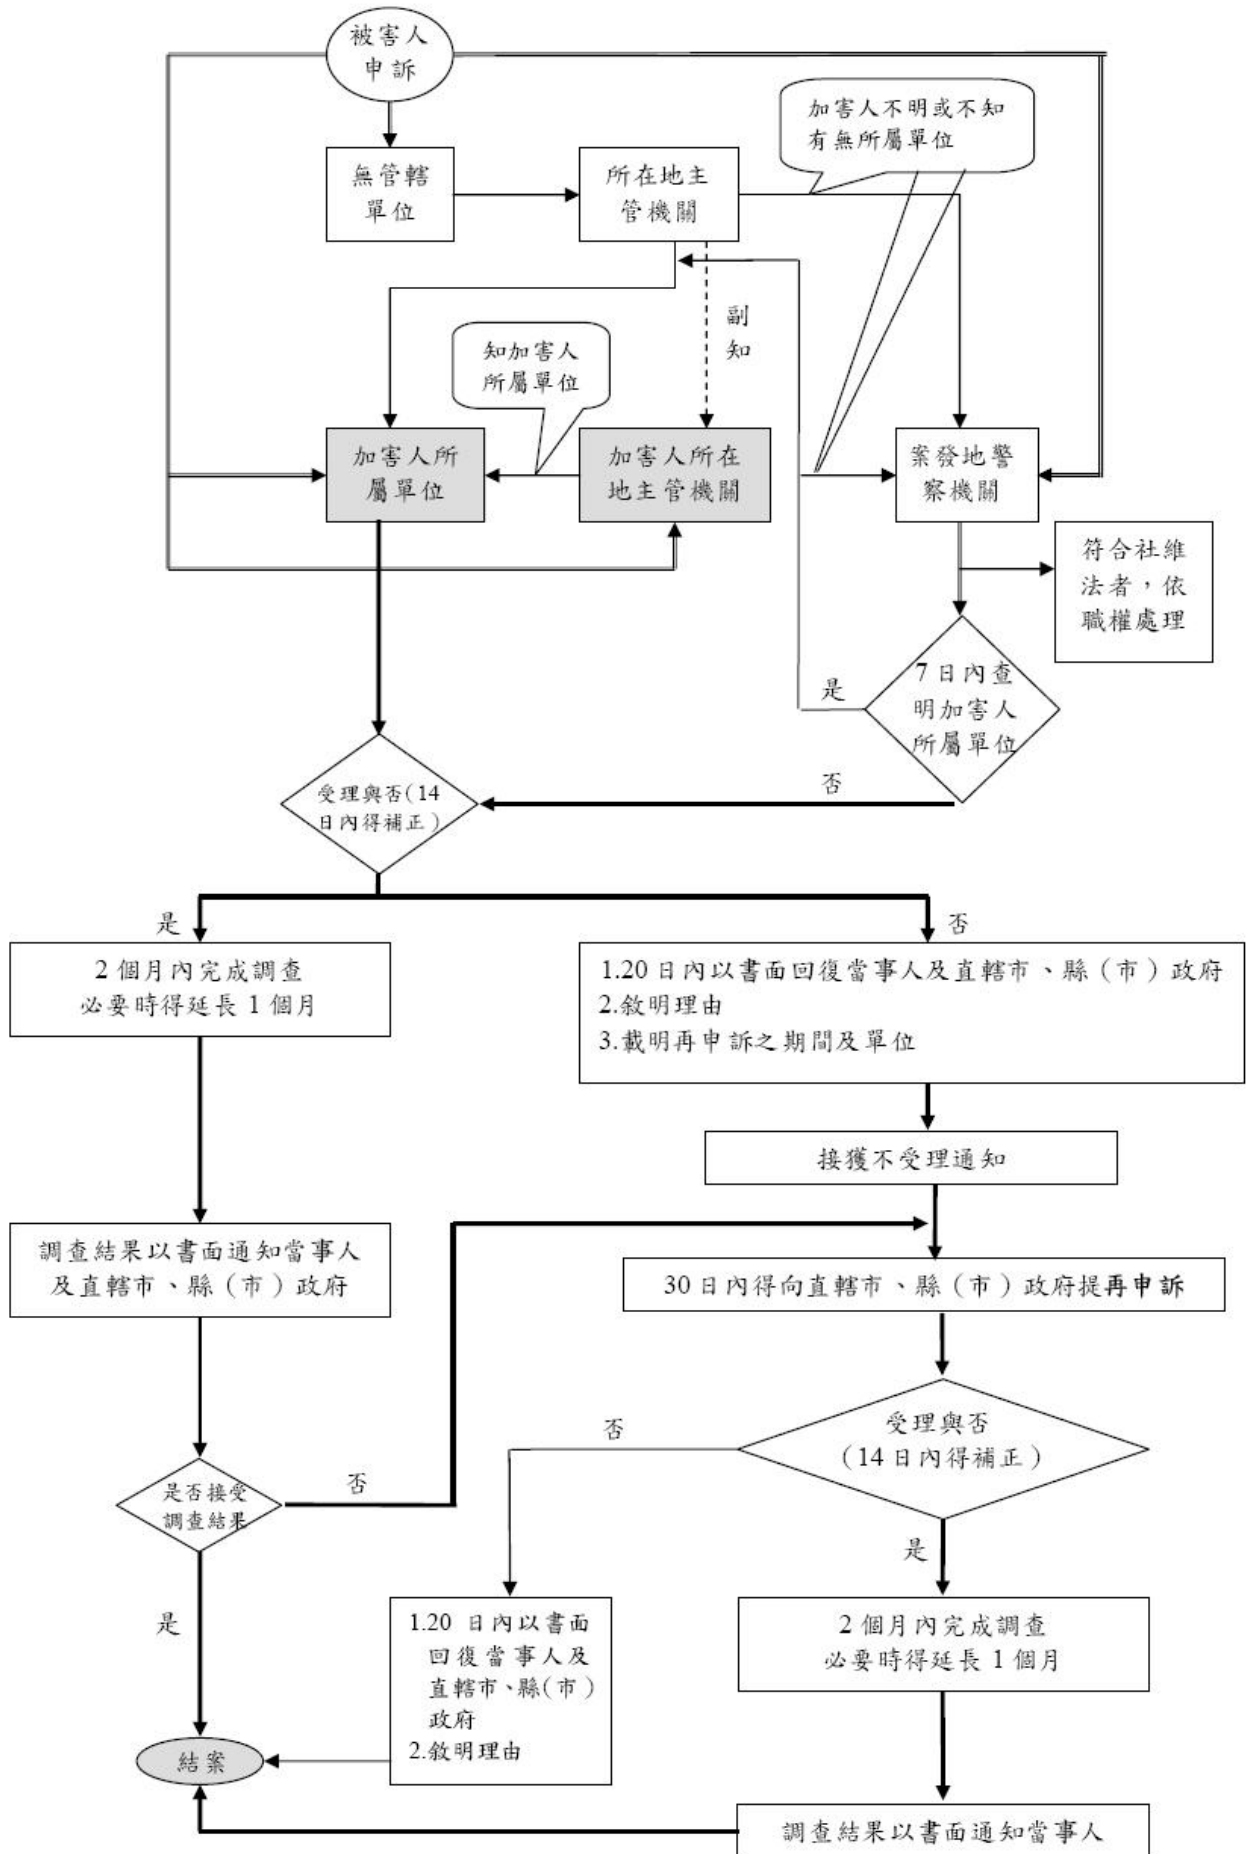 被害人
申訴
加害人不明或不知
有無所屬單位
無管轄
單位
所在地主
管機關
副
知
知加害人
所屬單位
加害人所
屬單位
加害人所在
地主管機關
案發地警
察機關
符合社維
法者，依
職權處理
7 日內查
明加害人
所屬單位
是
否
受理與否（14
日內得補正）
是
否
2 個月內完成調查
必要時得延長 1 個月
1.20 日內以書面回復當事人及直轄市、縣（市）政府
2.敘明理由
3.載明再申訴之期間及單位
接獲不受理通知
調查結果以書面通知當事人
及直轄市、縣（市）政府
30 日內得向直轄市、縣（市）政府提再申訴
受理與否
（14 日內得補正）
否
是否接受
調查結果
否
是
是
1.20 日內以書面
回復當事人及
直轄市、縣（市）
政府
2.敘明理由
2 個月內完成調查
必要時得延長 1 個月
結案
調查結果以書面通知當事人